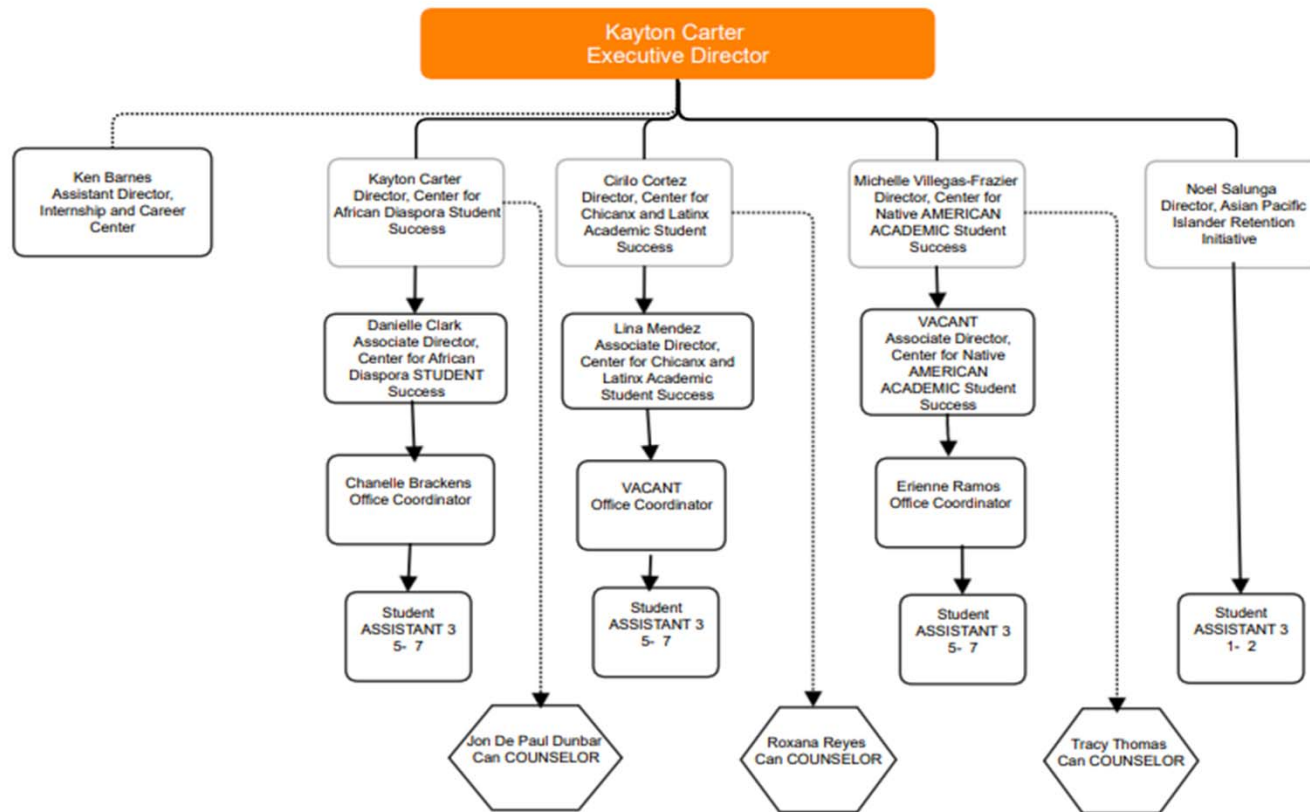 Kayton Carter
Executive Director
Ken Barnes
Assistant Director,
Internship and Career
Center
Kayton Carter
Director, Center for
African Diaspora Student
Success
Cirilo Cortez
Director, Center for
Chicanx and Latinx
Academic Student
Success
Michelle Villegas-Frazier
Director, Center for
Native AMERICAN
ACADEMIC Student
Success
Noel Salunga
Director, Asian Pacific
Islander Retention
Initiative
Danielle Clark
Associate Director,
Center for African
Diaspora STUDENT
Success
Lina Mendez
Associate Director,
Center for Chicanx and
Latinx Academic
Student Success
VACANT
Associate Director,
Center for Native
AMERICAN
ACADEMIC Student
Success
Chanelle Brackens
Office Coordinator
VACANT
Office Coordinator
Erienne Ramos
Office Coordinator
Student
ASSISTANT 3
5- 7
Student
ASSISTANT 3
5- 7
Student
ASSISTANT 3
5- 7
Student
ASSISTANT 3
1- 2
Jon De Paul Dunbar
Can COUNSELOR
Roxana Reyes
Can COUNSELOR
Tracy Thomas
Can COUNSELOR